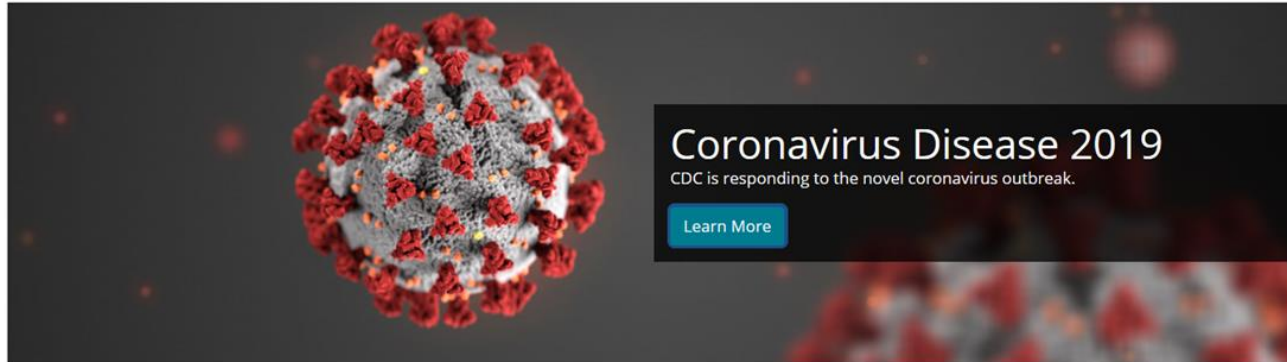 Coronavirus Disease 2019
CDC is responding to the novel coronavirus outbreak.
Learn More